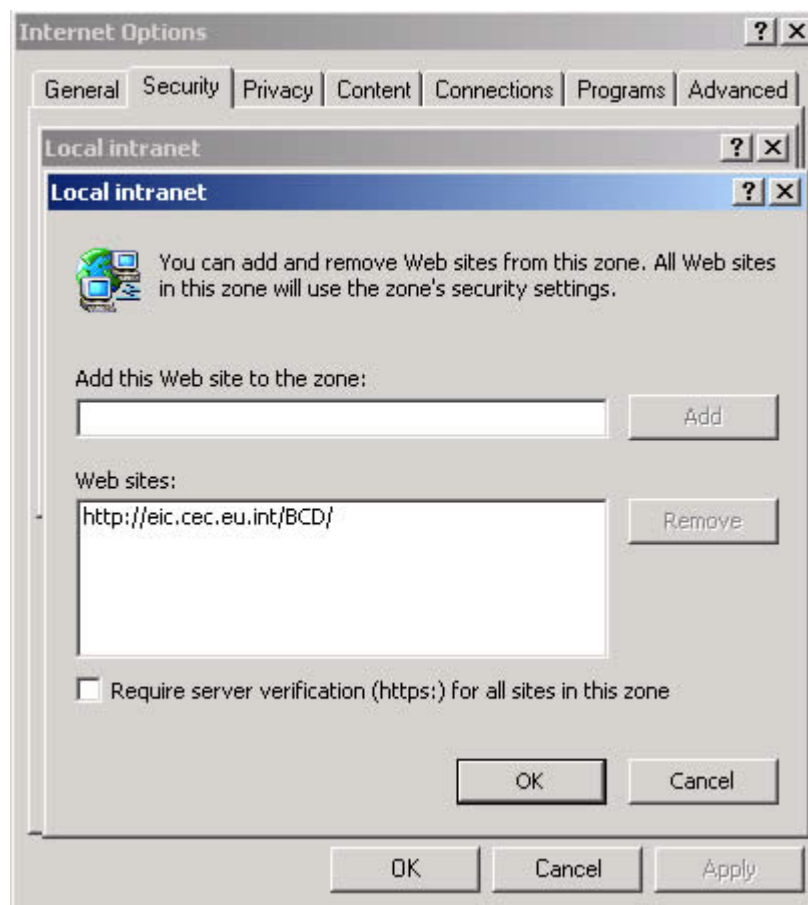 Internet Options
General Security Privacy Content Connections Programs Advanced
Local intranet
Local intranet
You can add and remove Web sites from this zone. All Web sites
in this zone will use the zone's security settings.
Add this Web site to the zone:
Add
Web sites:
http://eic.cec.eu.int/BCD/
Remove
Require server verification (https:) for all sites in this zone
OK Cancel
OK Cancel Apply